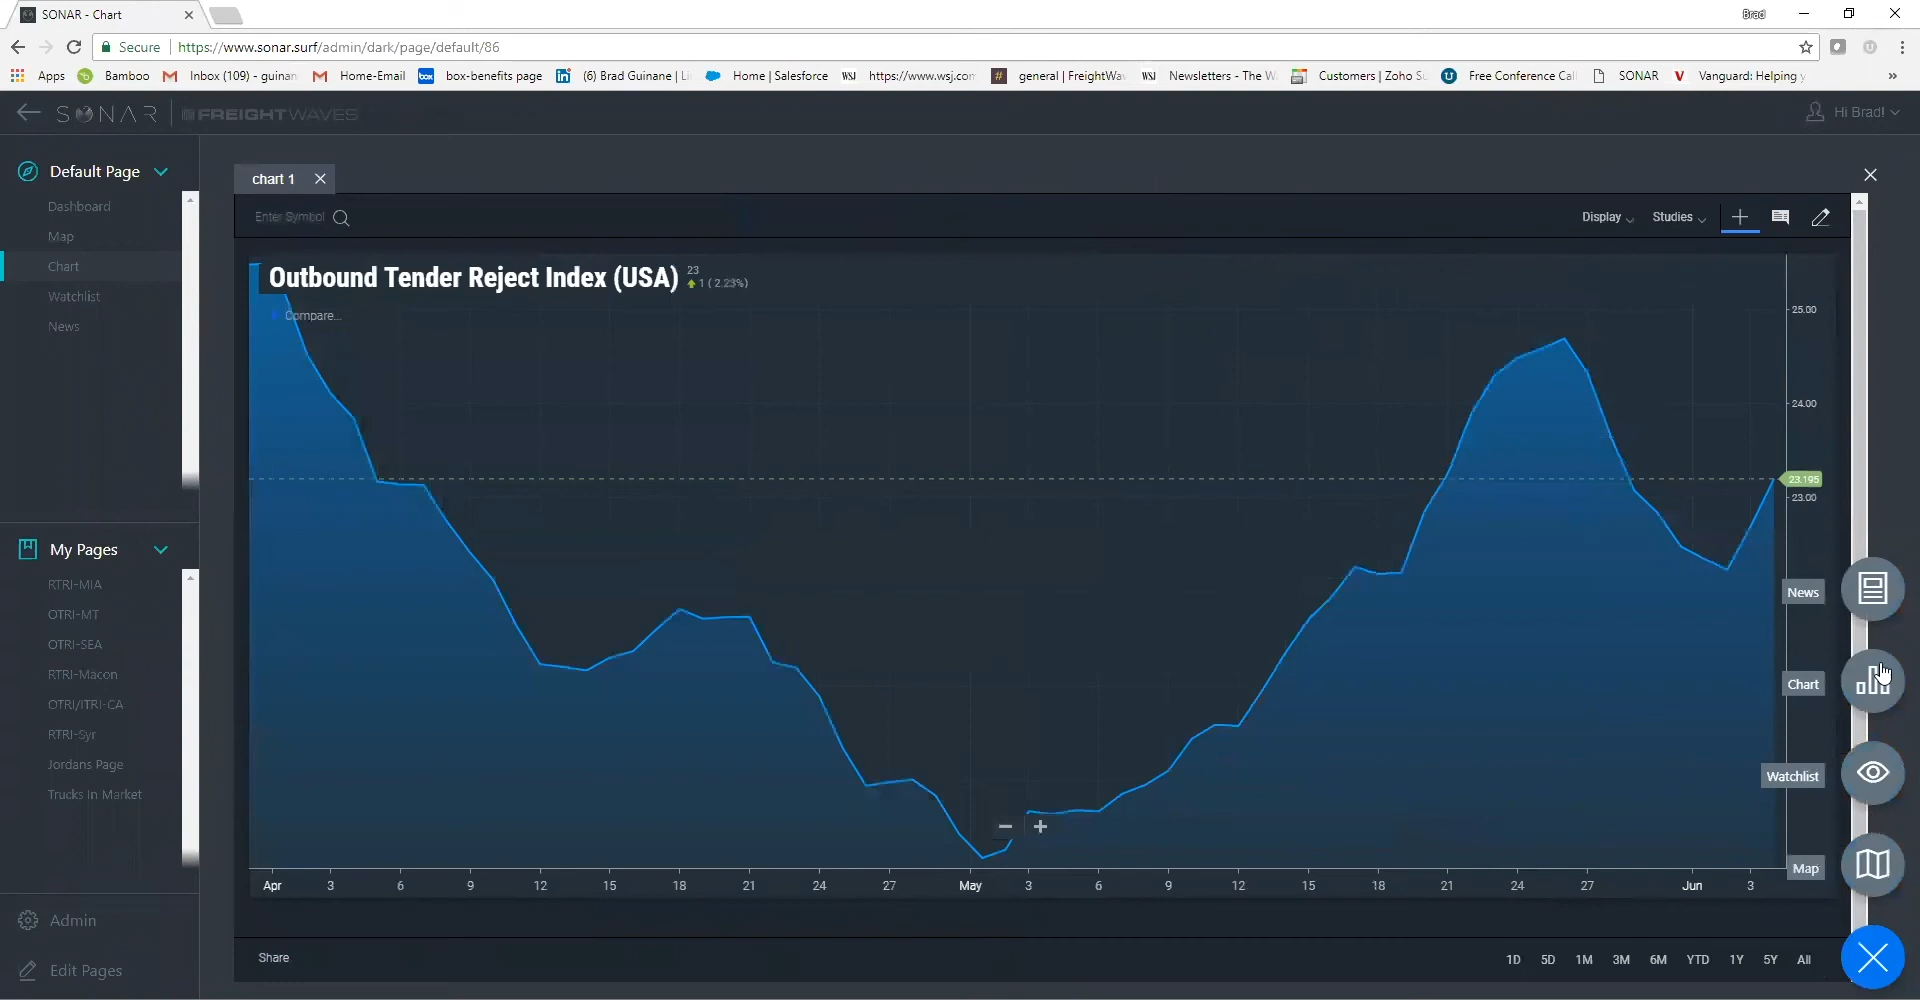 SONAR - Chart
Brad
Secure https://www.sonar.surf/admin/dark/page/default/86
Apps Bamboo Inbox (109) - guinan Home-Email box-benefits page (6) Brad Guinane | Li Home | Salesforce WSJ https://www.wsj.com general | FreightWa WSJ Newsletters - The W Customers | Zoho Su Free Conference Cal SONAR Vanguard: Helping y
SONAR FREIGHTWAVES Hi Brad!
Default Page
Dashboard
Map
Chart
Watchlist
News
My Pages
RTRI-MIA
OTRI-MT
OTRI-SEA
RTRI-Macon
OTRI/ITRI-CA
RTRI-Syr
Jordans Page
Trucks In Market
Admin
Edit Pages
chart 1
Enter Symbol Display Studies
Outbound Tender Reject Index (USA) 23
1 ( 2.23%)
Compare...
25.00
24.00
23.195
23.00
News
Chart
Watchlist
Map
Apr 3 6 9 12 15 18 21 24 27 May 3 6 9 12 15 18 21 24 27 Jun 3
Share 1D 5D 1M 3M 6M YTD 1Y 5Y All